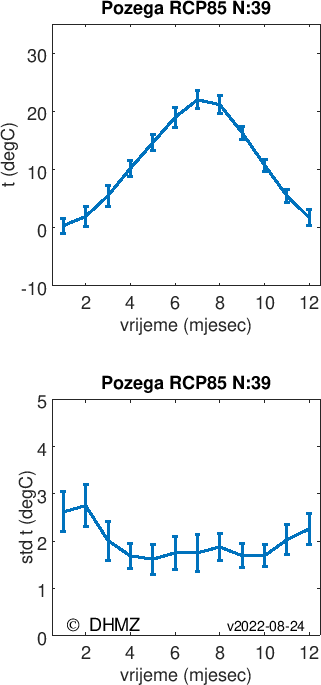 Pozega RCP85 N:39
30
20
10
0
-10
t (degC)
2 4 6 8 10 12
vrijeme (mjesec)
Pozega RCP85 N:39
5
4
3
2
1
0
std t (degC)
© DHMZ v2022-08-24
2 4 6 8 10 12
vrijeme (mjesec)